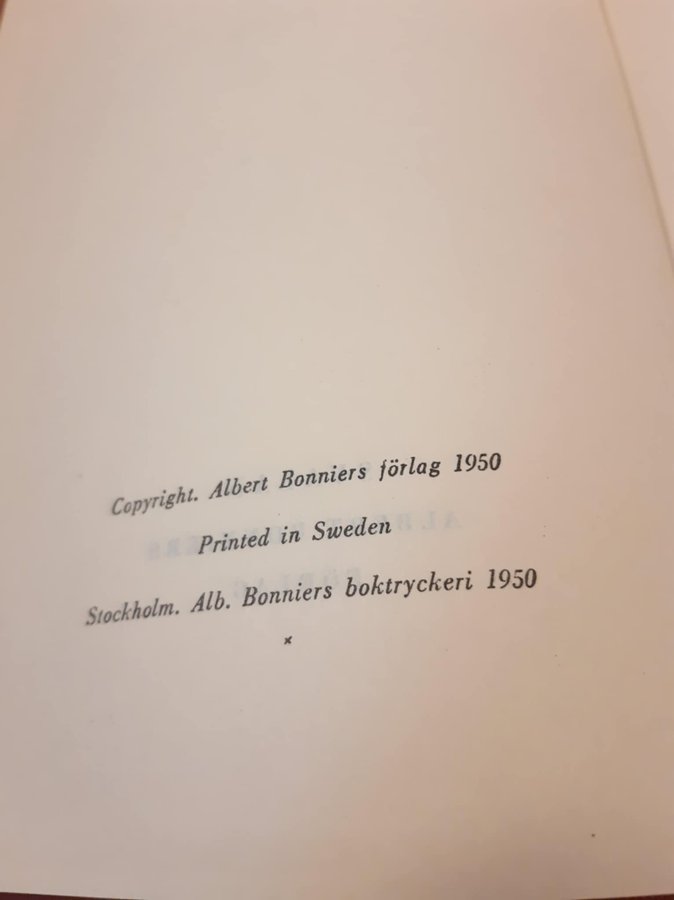 Copyright. Albert Bonniers förlag 1950
Printed in Sweden
Stockholm. Alb. Bonniers boktryckeri 1950
×